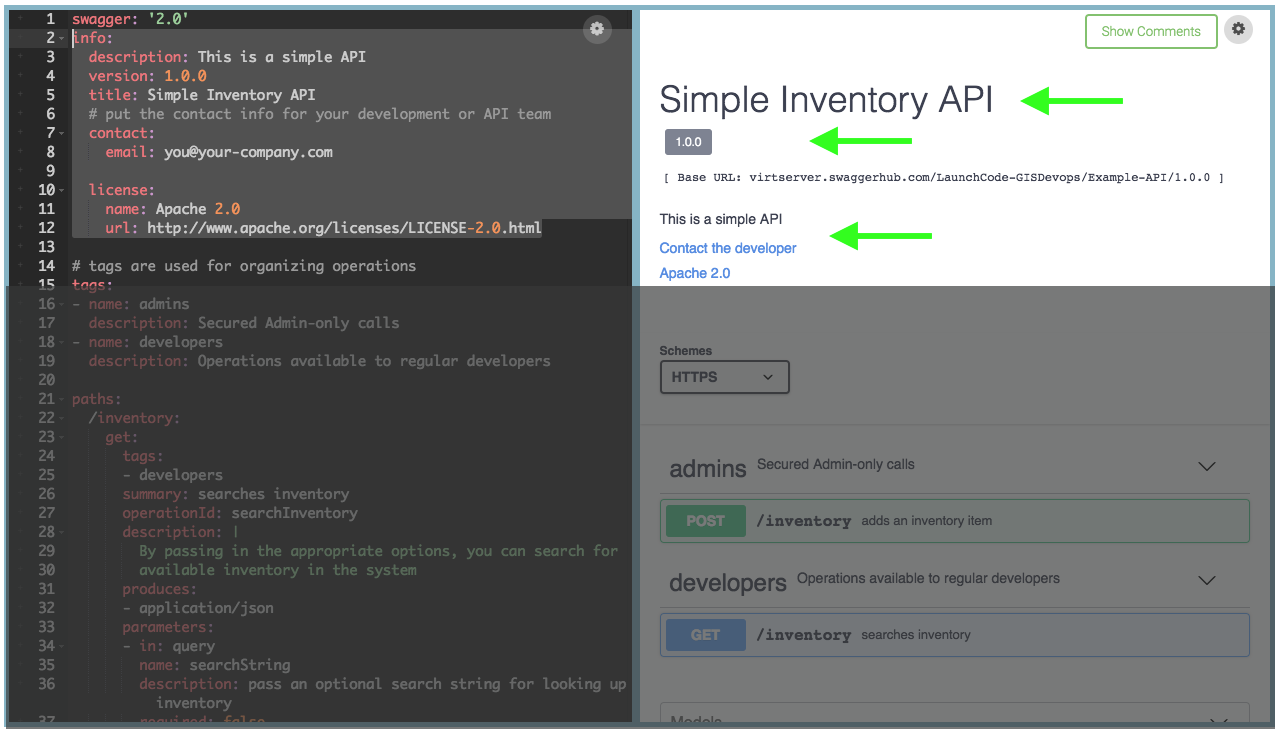 1 swagger: '2.0'
2 info:
3 description: This is a simple API
4 version: 1.0.0
5 title: Simple Inventory API
6 # put the contact info for your development or API team
7 contact:
8 email: you@your-company.com
9
10 license:
11 name: Apache 2.0
12 url: http://www.apache.org/licenses/LICENSE-2.0.html
13
14 # tags are used for organizing operations
15 tags:
16 - name: admins
17 description: Secured Admin-only calls
18 - name: developers
19 description: Operations available to regular developers
20
21 paths:
22 /inventory:
23 get:
24 tags:
25 - developers
26 summary: searches inventory
27 operationId: searchInventory
28 description: |
29 By passing in the appropriate options, you can search for
30 available inventory in the system
31 produces:
32 - application/json
33 parameters:
34 - in: query
35 name: searchString
36 description: pass an optional search string for looking up
inventory
37 required: false
Show Comments
Simple Inventory API
1.0.0
[ Base URL: virtserver.swaggerhub.com/LaunchCode-GISDevops/Example-API/1.0.0 ]
This is a simple API
Contact the developer
Apache 2.0
Schemes
HTTPS
admins Secured Admin-only calls
POST /inventory adds an inventory item
developers Operations available to regular developers
GET /inventory searches inventory
Models